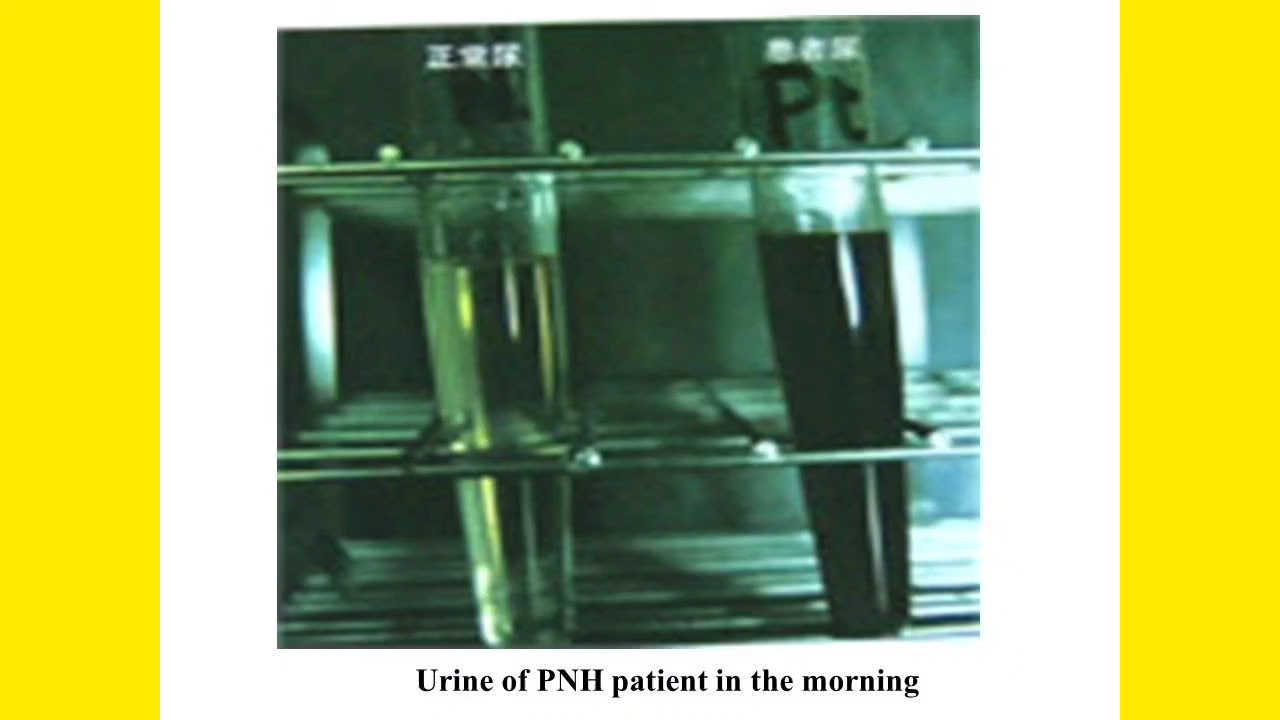 正常尿
患者尿
Pt
Urine of PNH patient in the morning